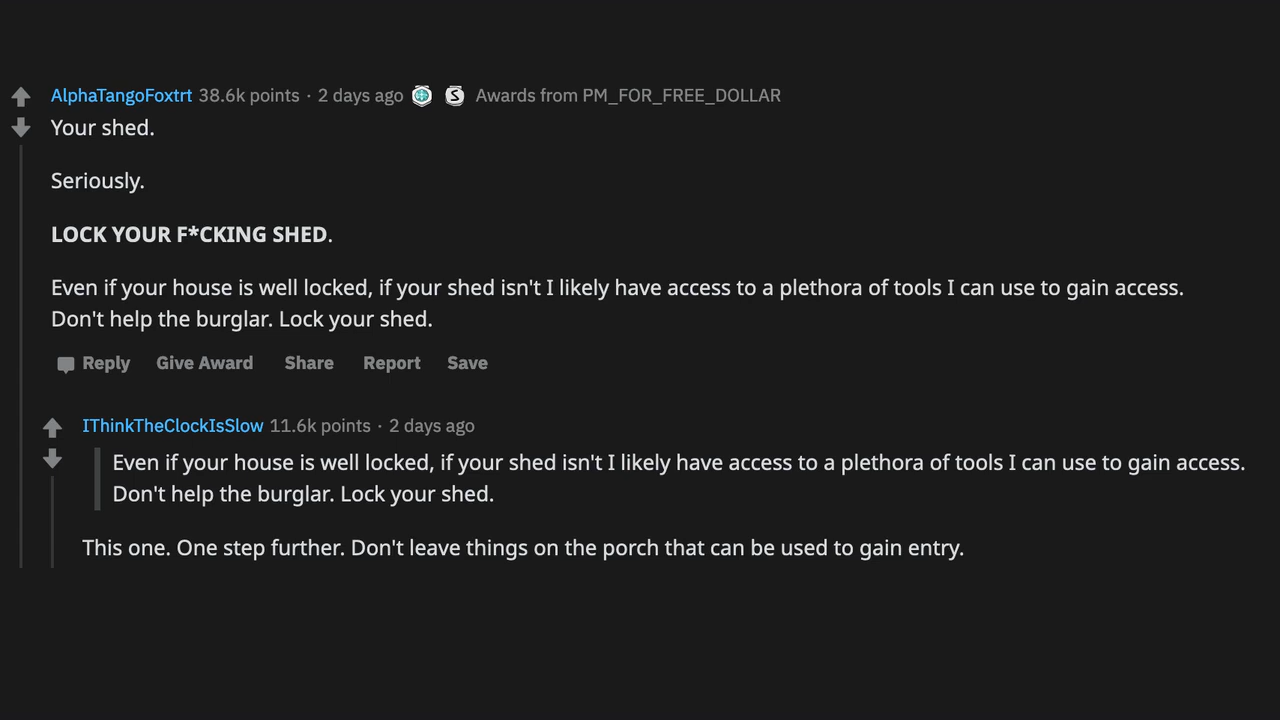 AlphaTangoFoxtrt 38.6k points · 2 days ago S Awards from PM_FOR_FREE_DOLLAR
Your shed.
Seriously.
LOCK YOUR F*CKING SHED.
Even if your house is well locked, if your shed isn't I likely have access to a plethora of tools I can use to gain access.
Don't help the burglar. Lock your shed.
Reply Give Award Share Report Save
IThinkTheClockIsSlow 11.6k points · 2 days ago
Even if your house is well locked, if your shed isn't I likely have access to a plethora of tools I can use to gain access.
Don't help the burglar. Lock your shed.
This one. One step further. Don't leave things on the porch that can be used to gain entry.